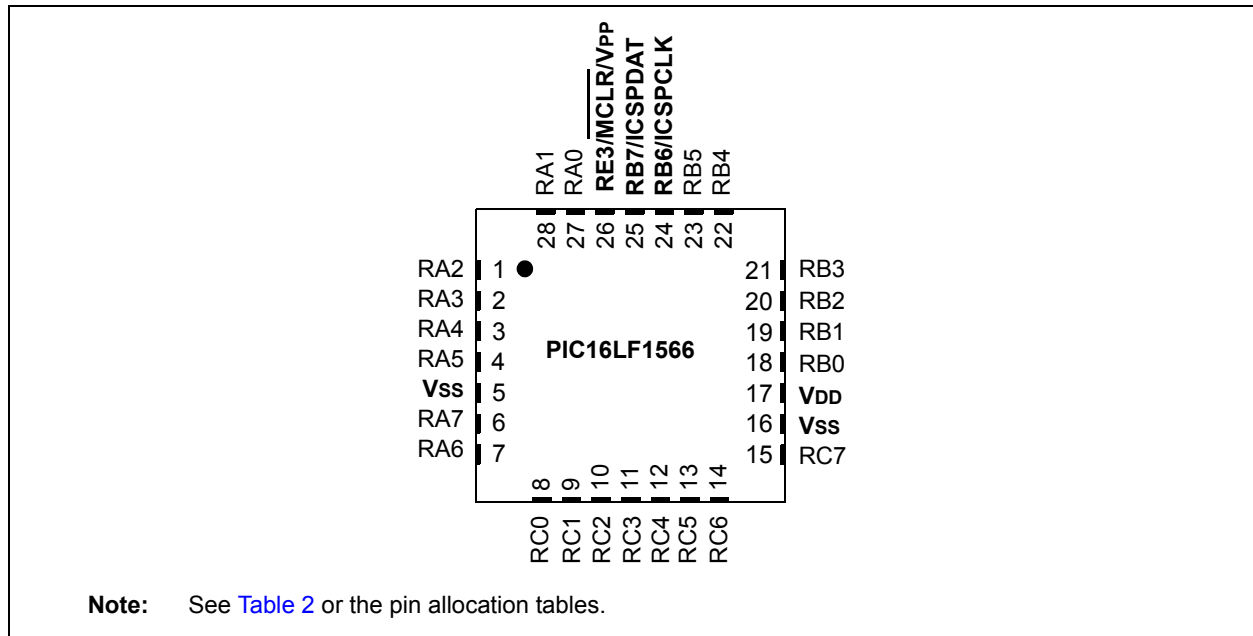 RA1
RA0
RE3/MCLR/VPP
RB7/ICSPDAT
RB6/ICSPCLK
RB5
RB4
28
27
26
25
24
23
22
RA2 1 21 RB3
RA3 2 20 RB2
RA4 3 19 RB1
RA5 4 18 RB0
PIC16LF1566
VSS 5 17 VDD
RA7 6 16 VSS
RA6 7 15 RC7
8
9
10
11
12
13
14
RC0
RC1
RC2
RC3
RC4
RC5
RC6
Note: See Table 2 or the pin allocation tables.